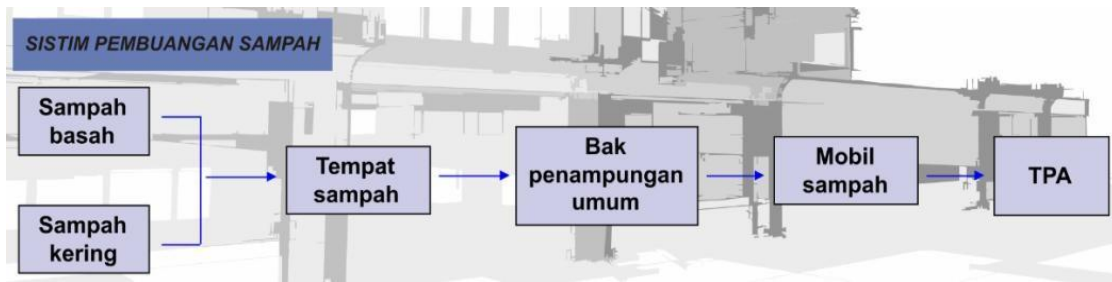 SISTIM PEMBUANGAN SAMPAH
Sampah
basah
Sampah
kering
Tempat
sampah
Bak
penampungan
umum
Mobil
sampah
TPA